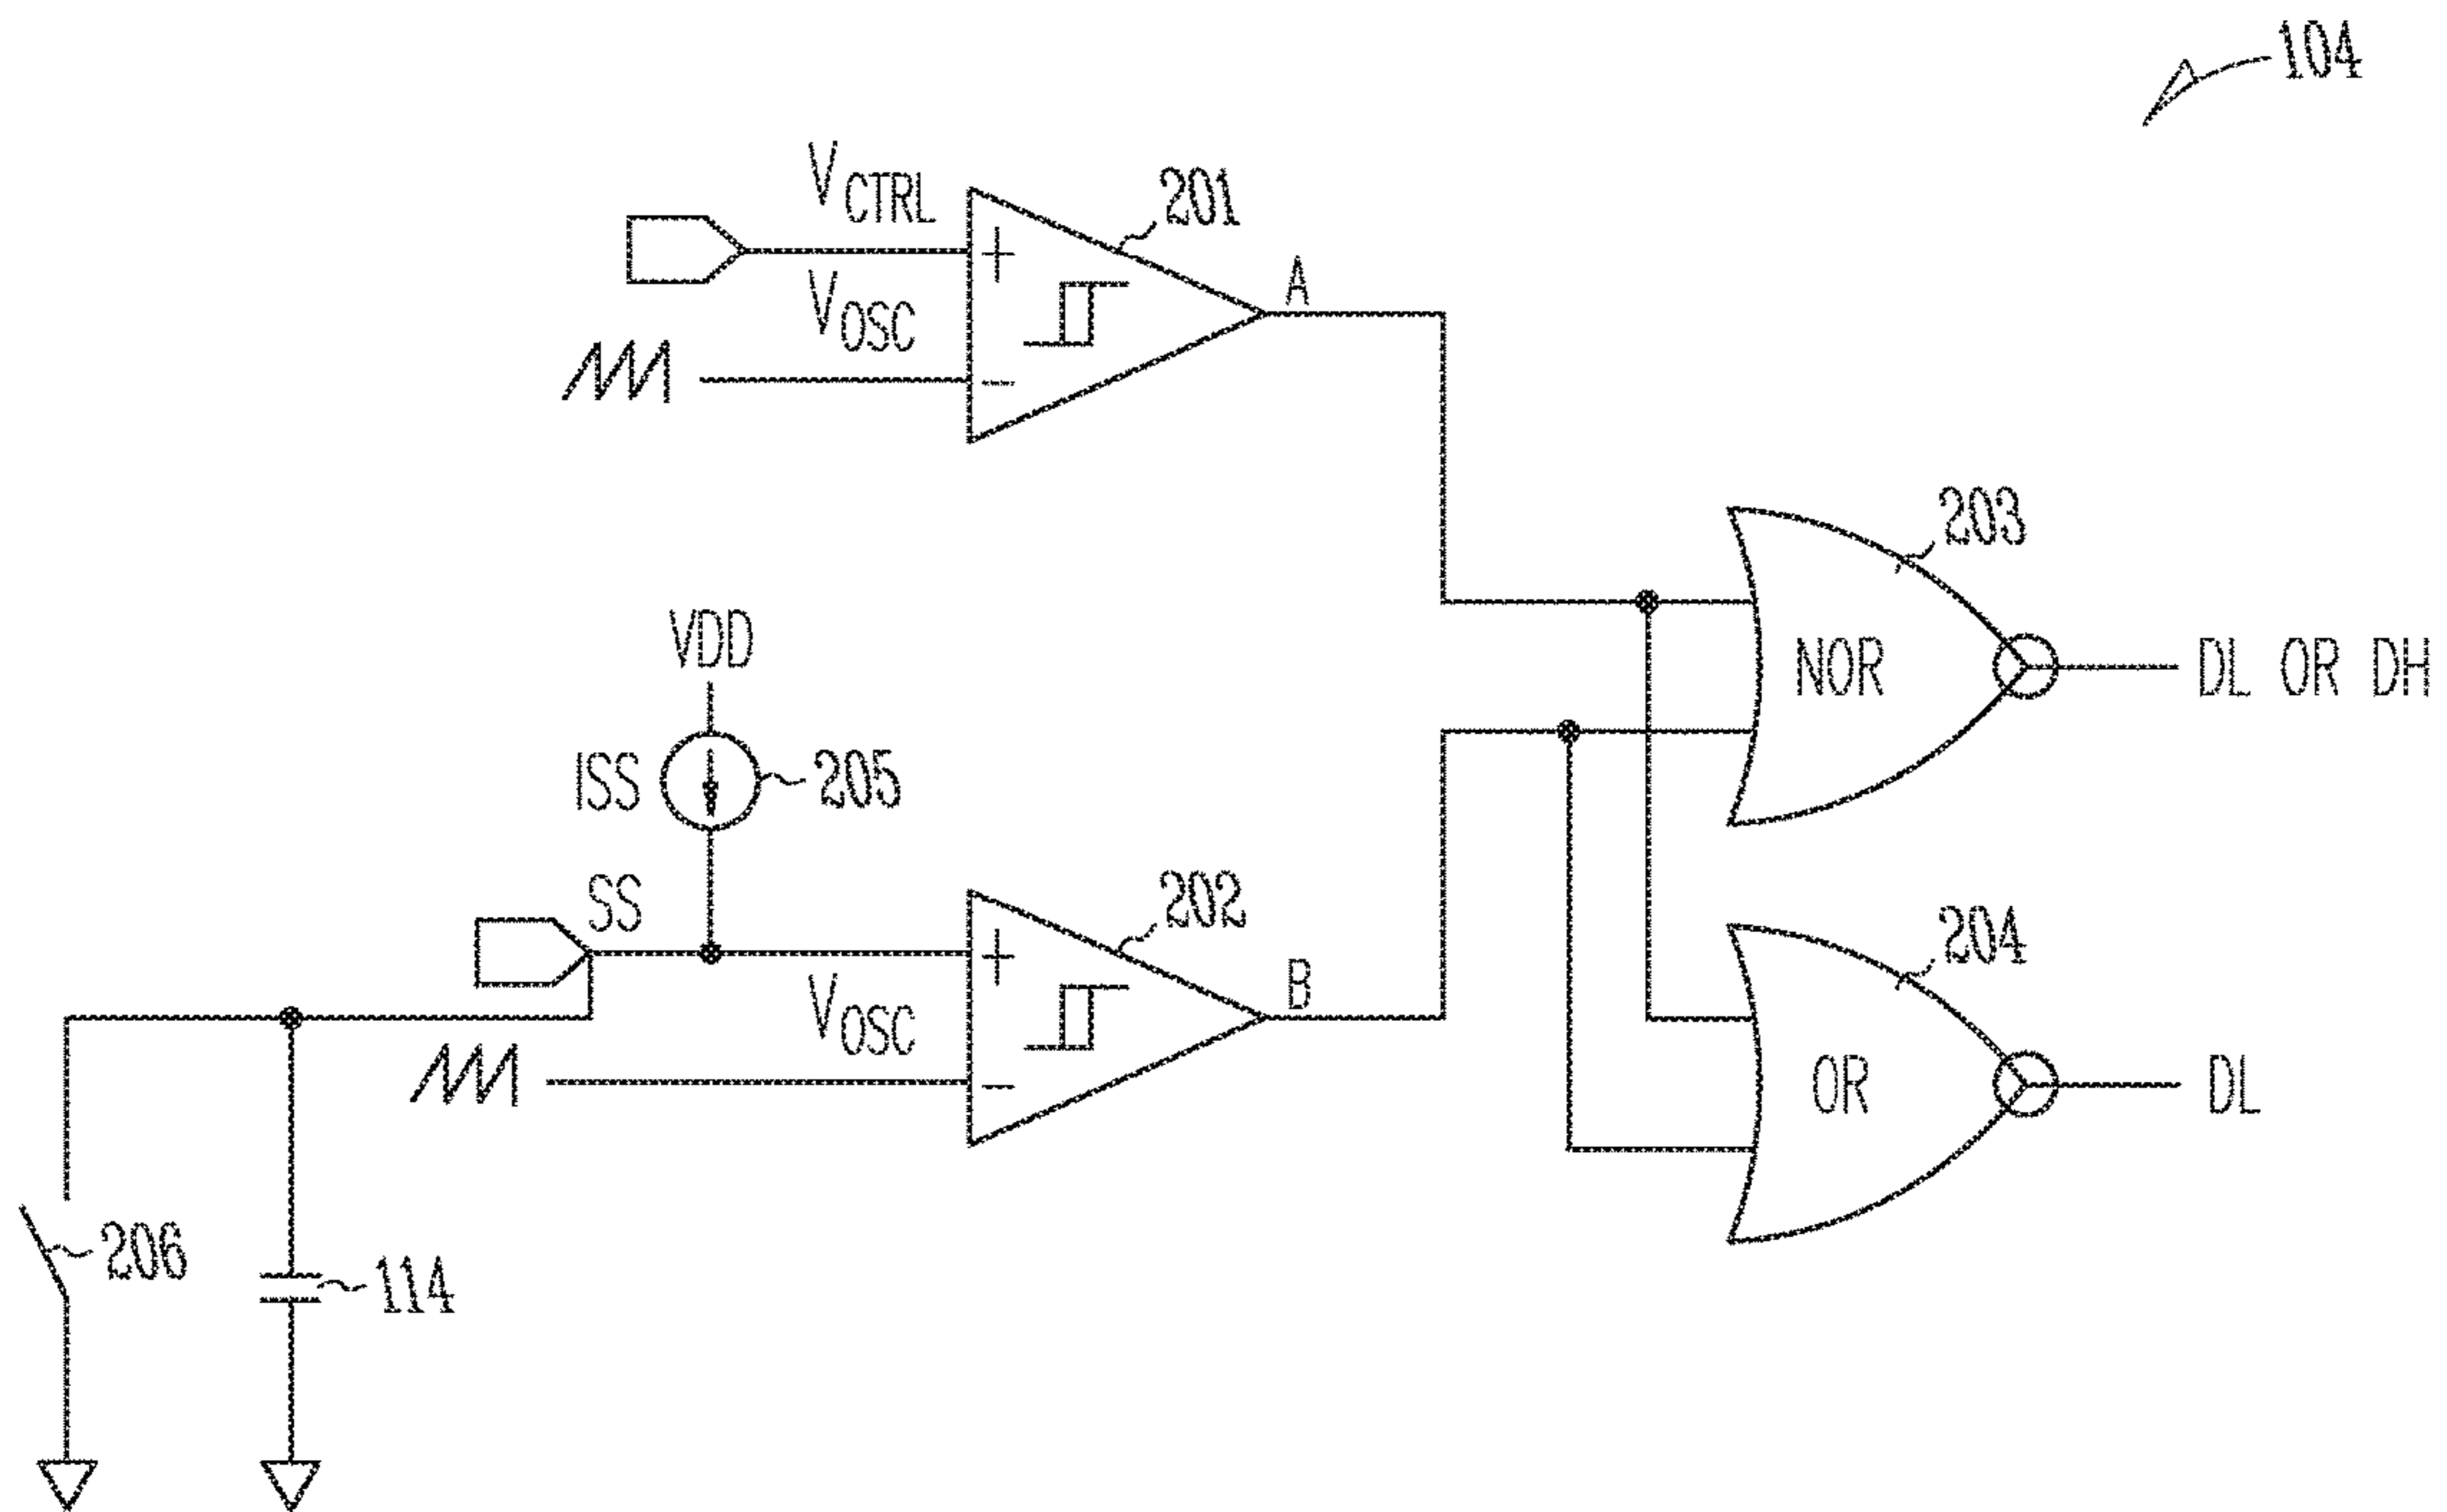 104
VCTRL
201
VOSC
A
+
-
203
NOR
DL OR DH
VDD
ISS
205
SS
202
+
VOSC
B
-
204
OR
DL
206
114